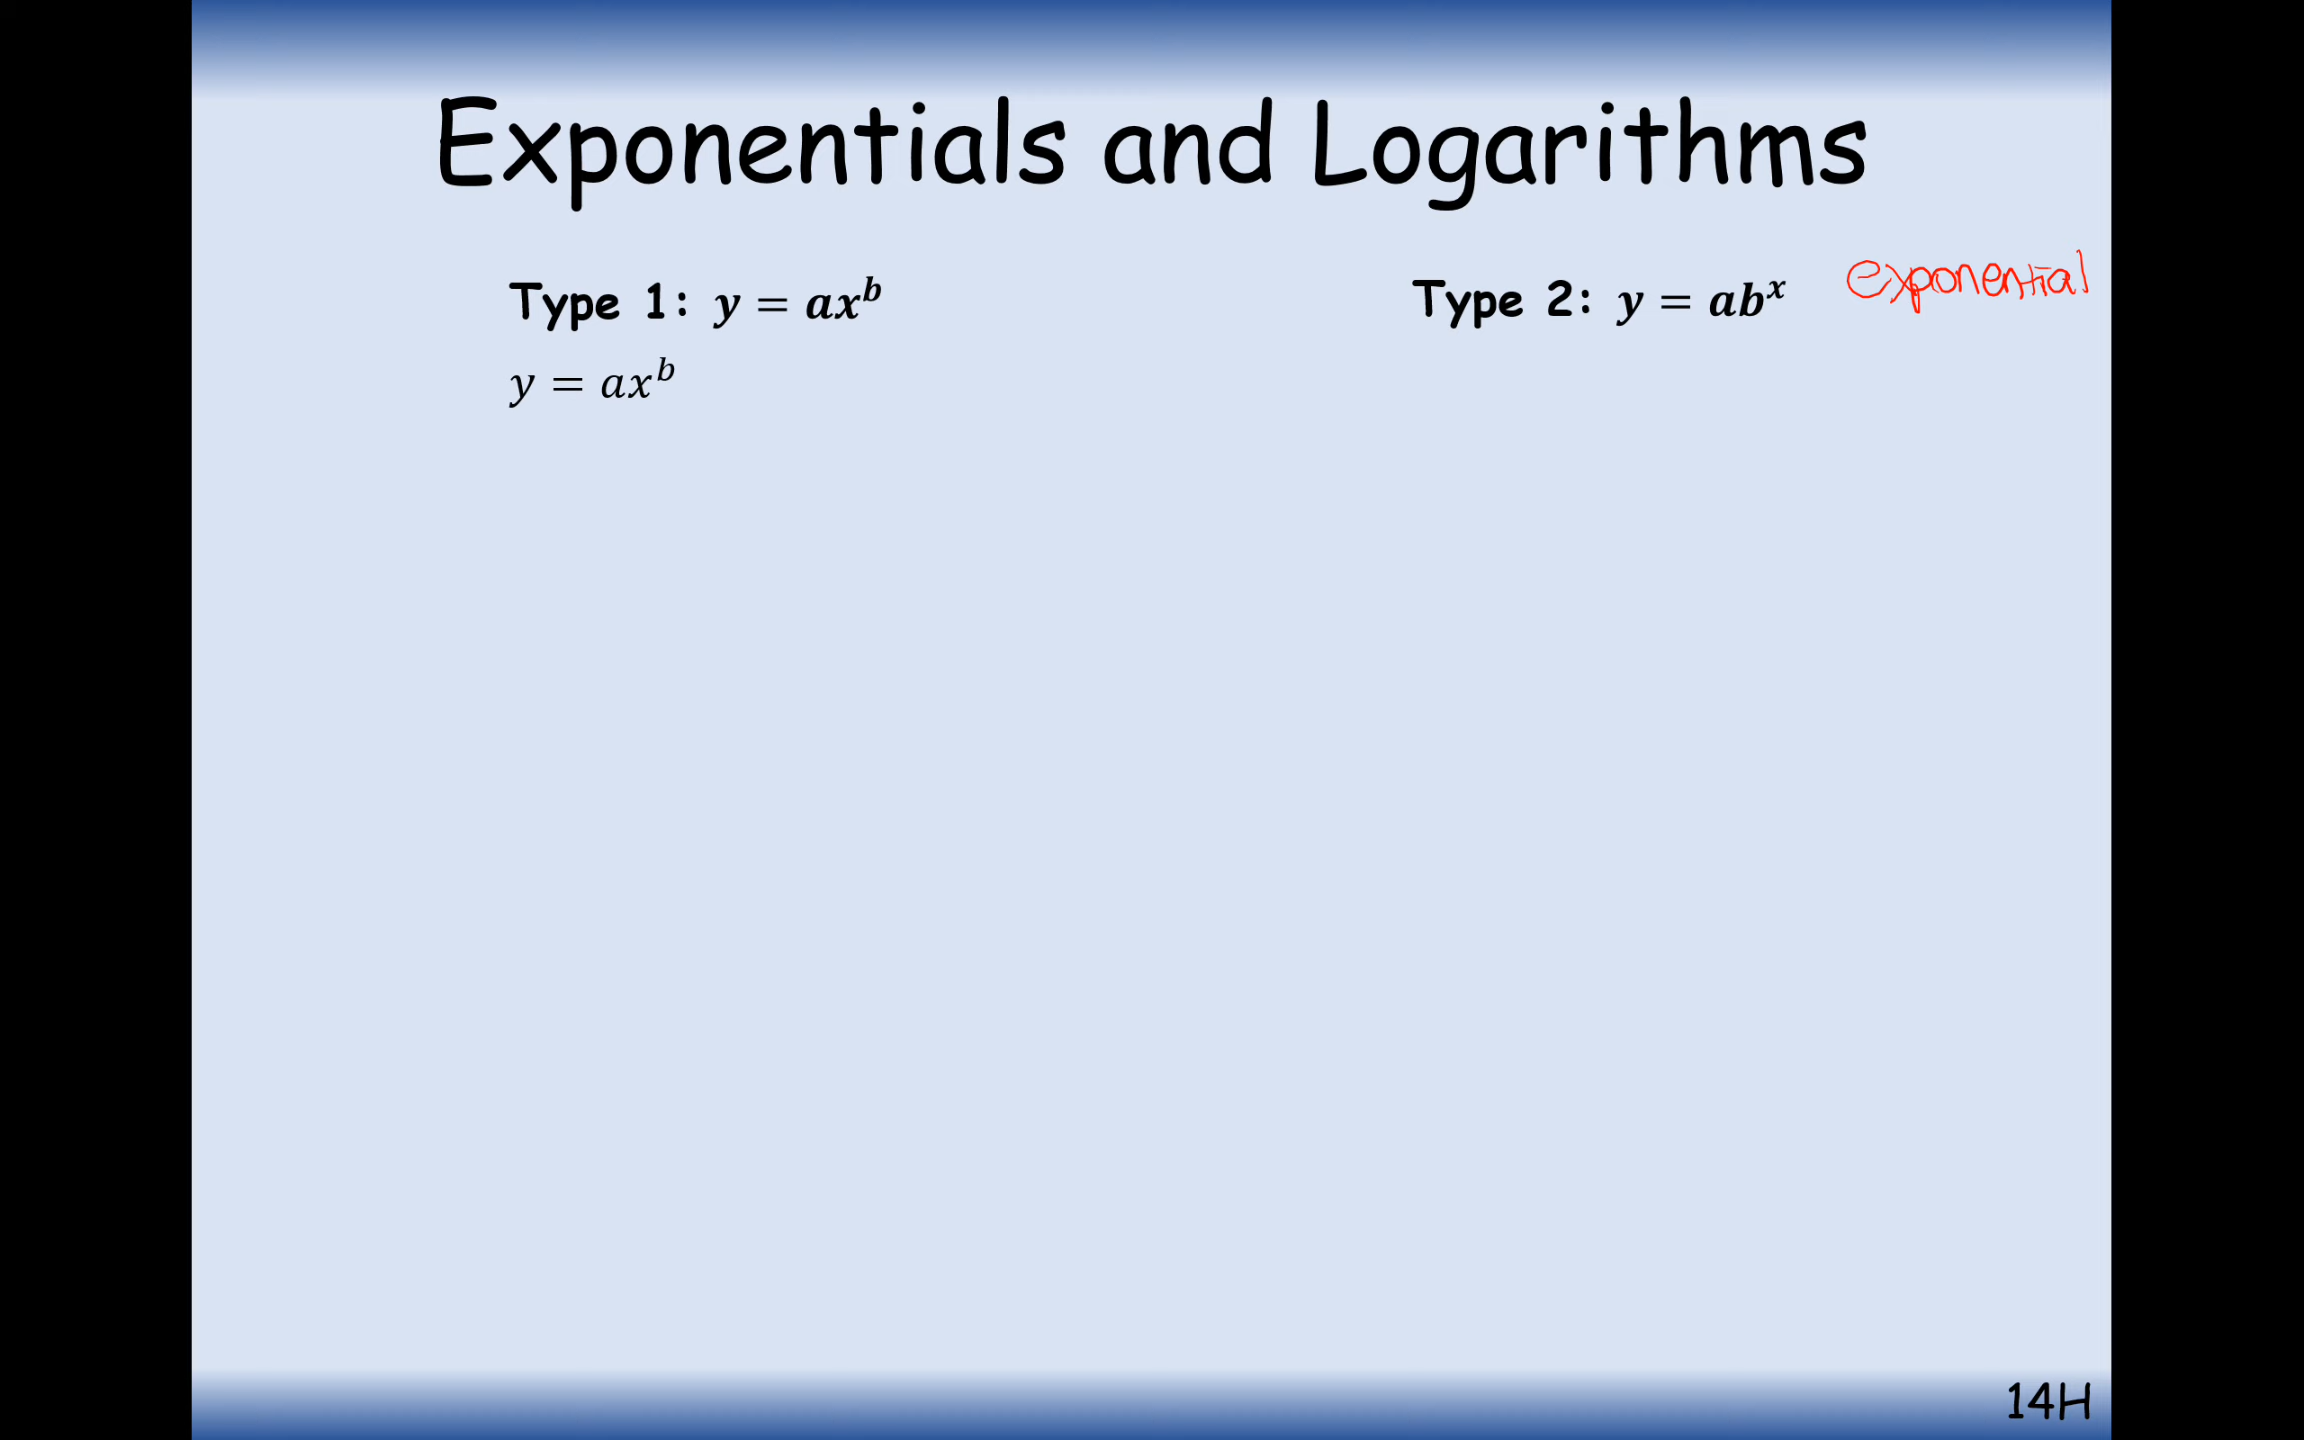 Exponentials and Logarithms
Type 1: y = ax^b
y = ax^b
Type 2: y = ab^x exponential
14H